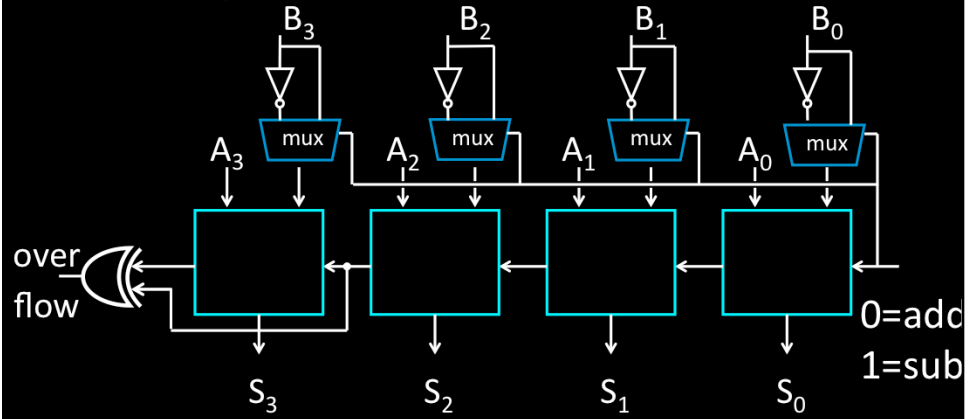 B3 B2 B1 B0
mux mux mux mux
A3 A2 A1 A0
over
flow
0=add
1=sub
S3 S2 S1 S0